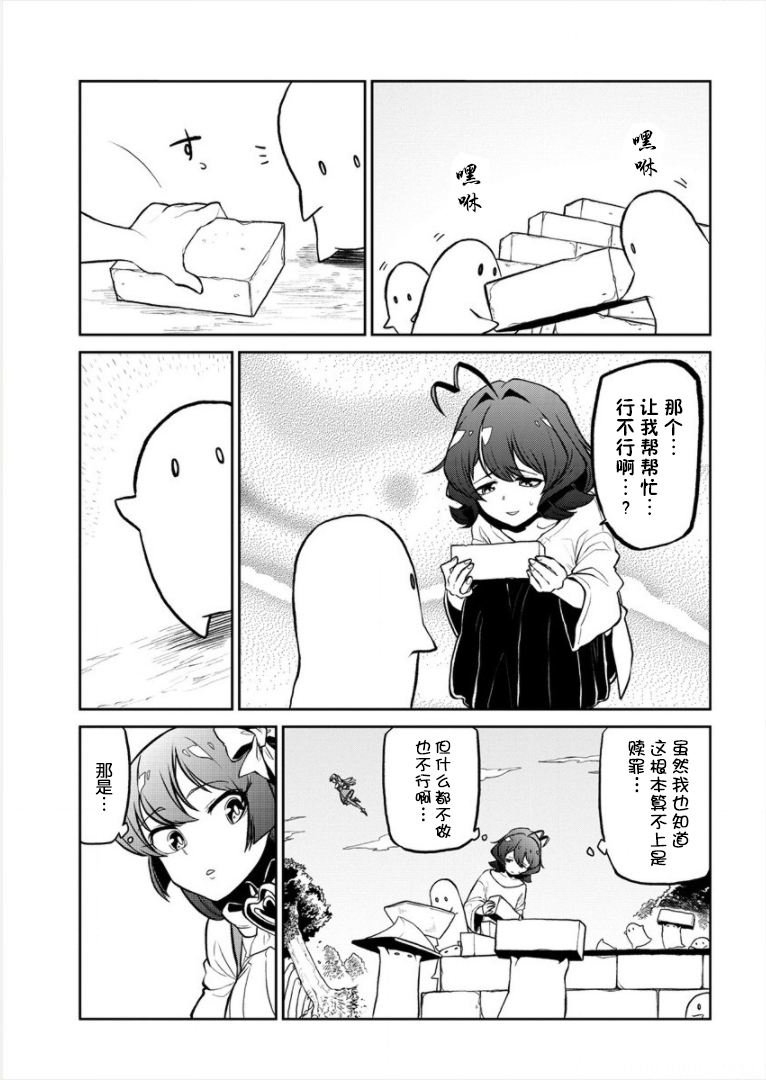 嘿咻
嘿咻
すっ
那个…
让我帮帮忙…
行不行啊…?
虽然我也知道
这根本算不上是
赎罪…
但什么都不做
也不行啊…
那是…